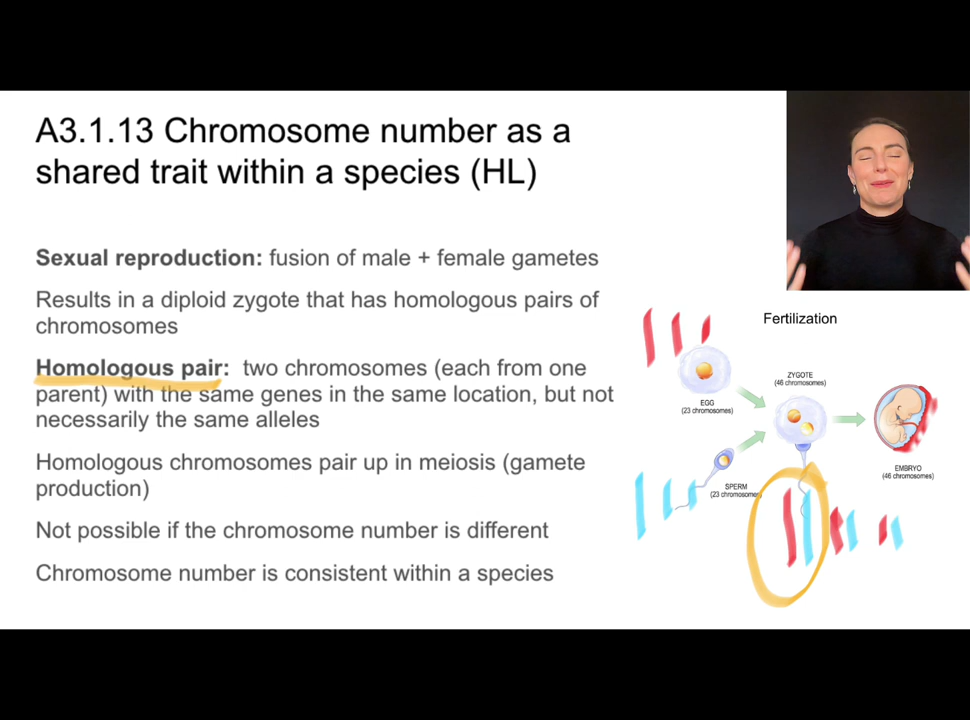 A3.1.13 Chromosome number as a
shared trait within a species (HL)
Sexual reproduction: fusion of male + female gametes
Results in a diploid zygote that has homologous pairs of
chromosomes
Homologous pair: two chromosomes (each from one
parent) with the same genes in the same location, but not
necessarily the same alleles
Homologous chromosomes pair up in meiosis (gamete
production)
Not possible if the chromosome number is different
Chromosome number is consistent within a species
Fertilization
EGG
(23 chromosomes)
ZYGOTE
(46 chromosomes)
SPERM
(23 chromosomes)
EMBRYO
(46 chromosomes)